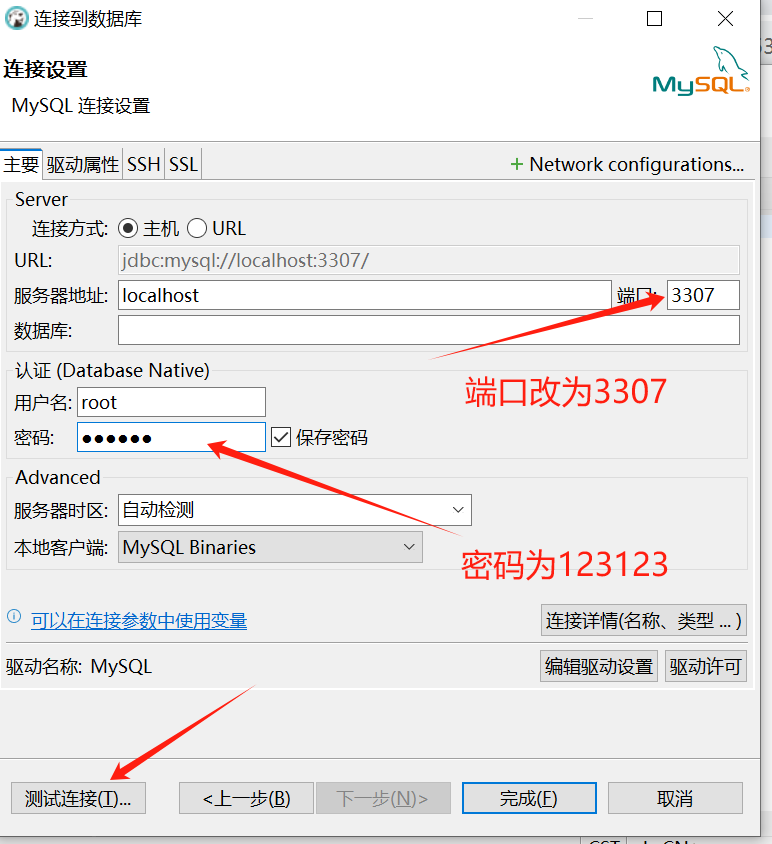 连接到数据库
连接设置
MySQL 连接设置
MySQL®
主要 驱动属性 SSH SSL + Network configurations...
Server
连接方式: 主机 URL
URL: jdbc:mysql://localhost:3307/
服务器地址: localhost 端口: 3307
数据库:
认证 (Database Native)
端口改为3307
用户名: root
密码: ●●●●●● 保存密码
Advanced
服务器时区: 自动检测
本地客户端: MySQL Binaries
密码为123123
可以在连接参数中使用变量 连接详情(名称、类型 ... )
驱动名称: MySQL 编辑驱动设置 驱动许可
测试连接(T)... <上一步(B) 下一步(N)> 完成(F) 取消